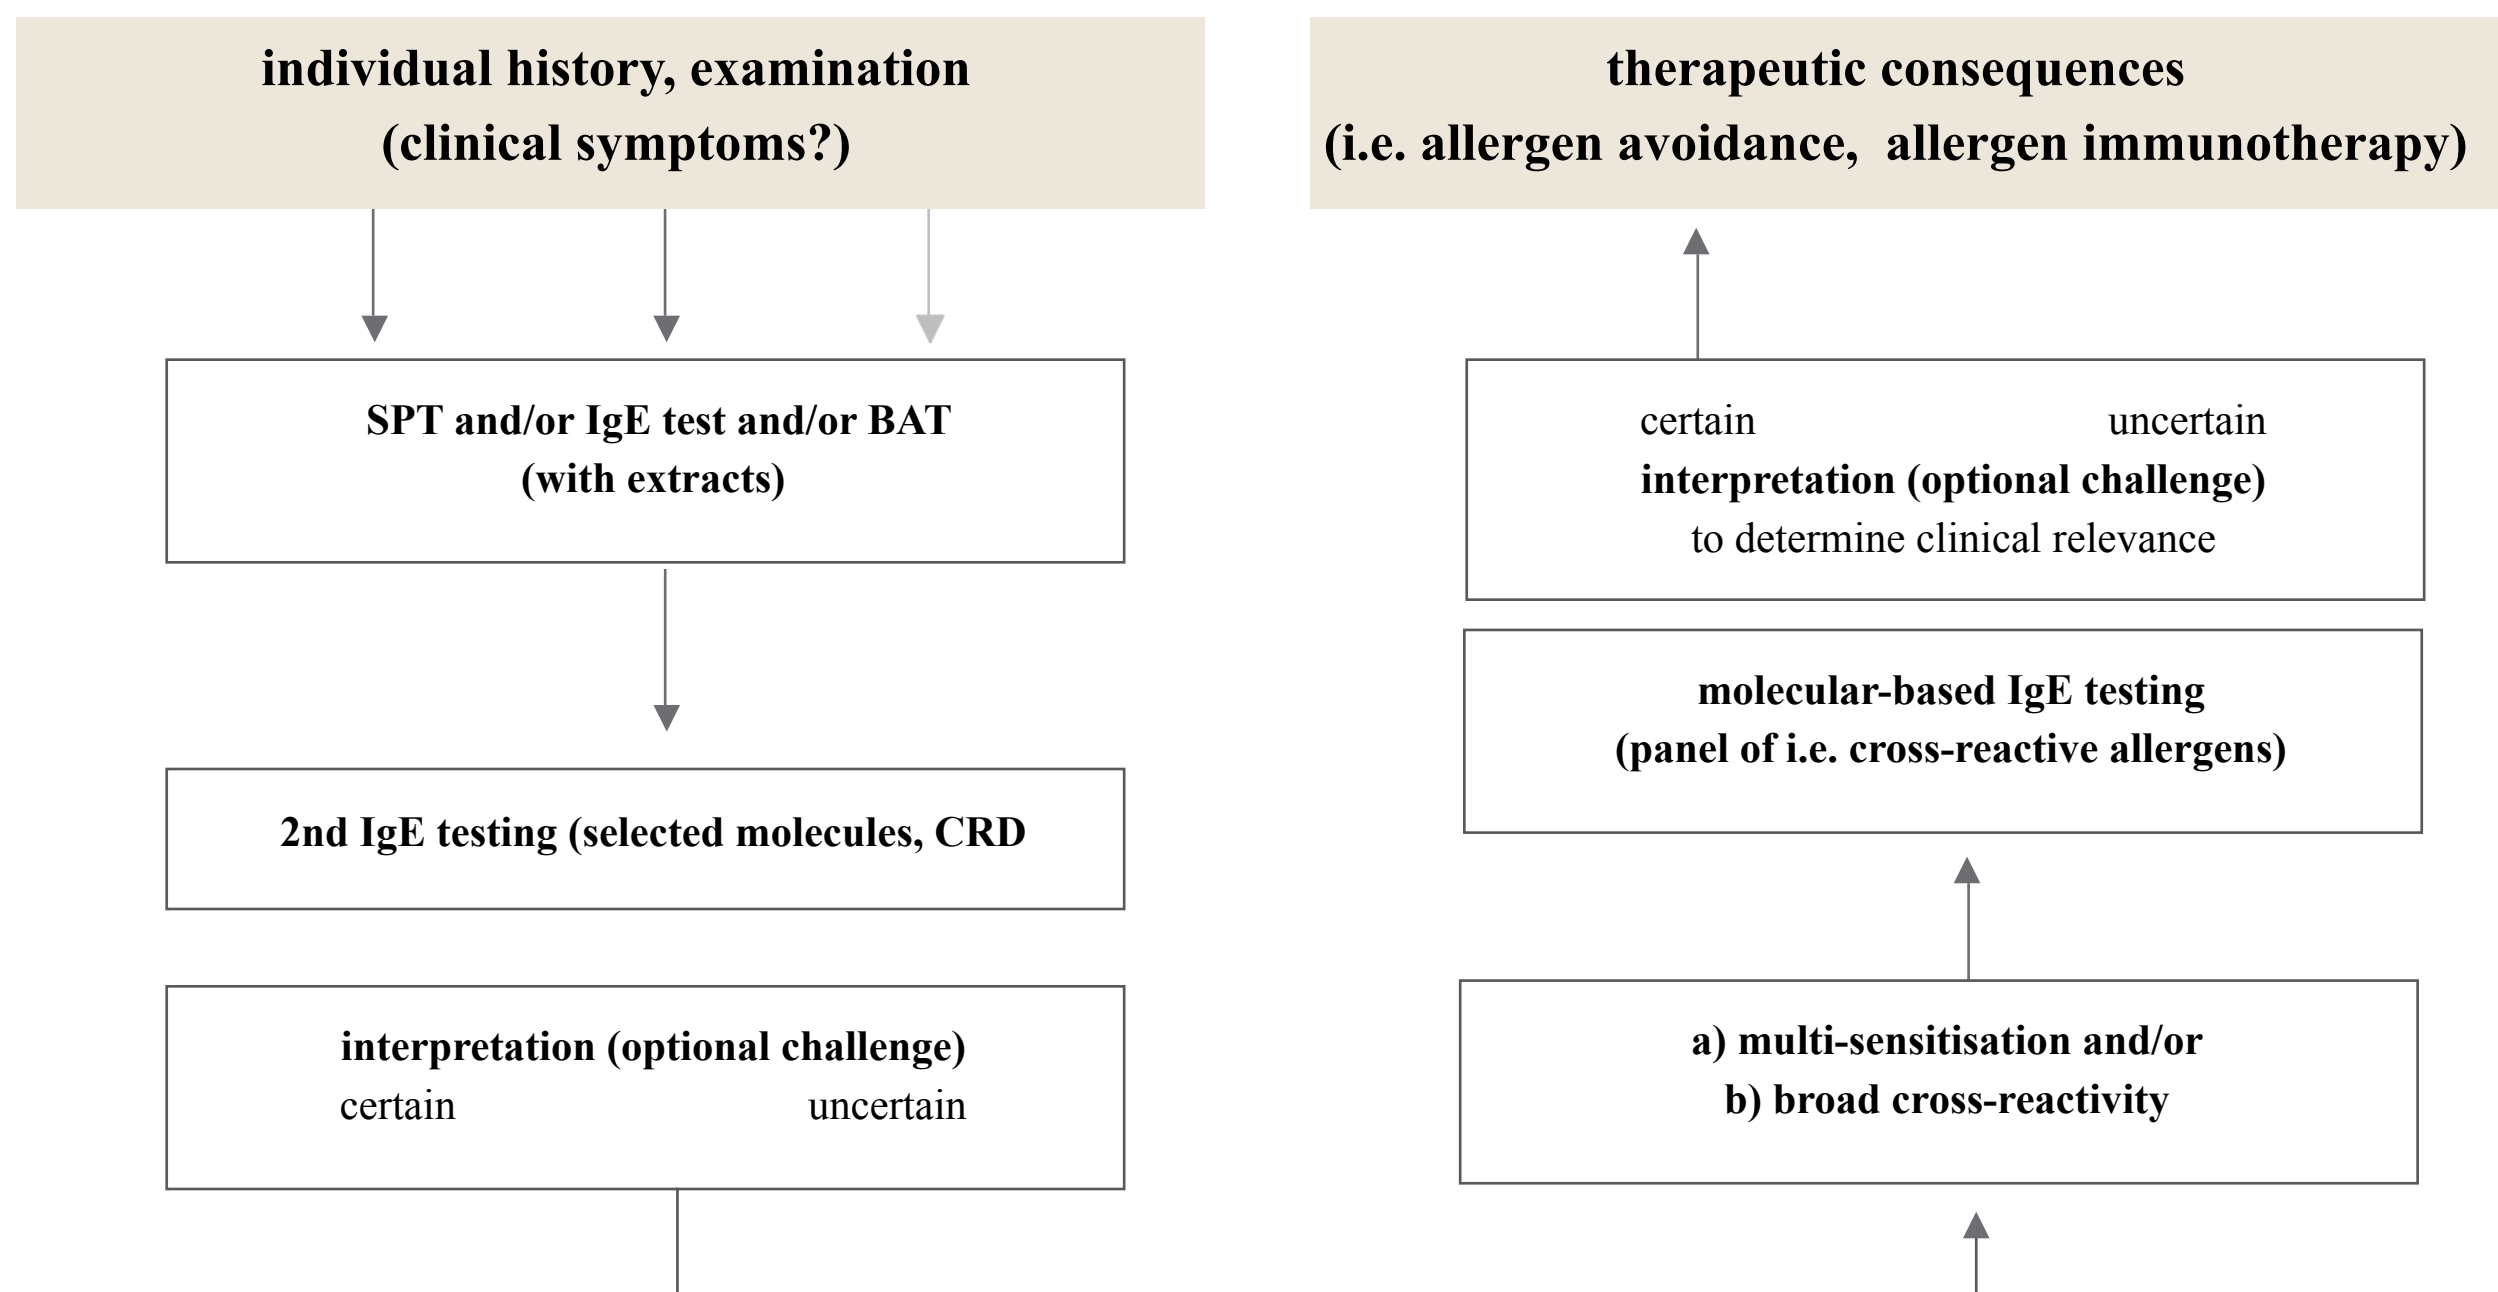 individual history, examination
(clinical symptoms?)
SPT and/or IgE test and/or BAT
(with extracts)
2nd IgE testing (selected molecules, CRD
interpretation (optional challenge)
certain uncertain
therapeutic consequences
(i.e. allergen avoidance, allergen immunotherapy)
certain uncertain
interpretation (optional challenge)
to determine clinical relevance
molecular-based IgE testing
(panel of i.e. cross-reactive allergens)
a) multi-sensitisation and/or
b) broad cross-reactivity